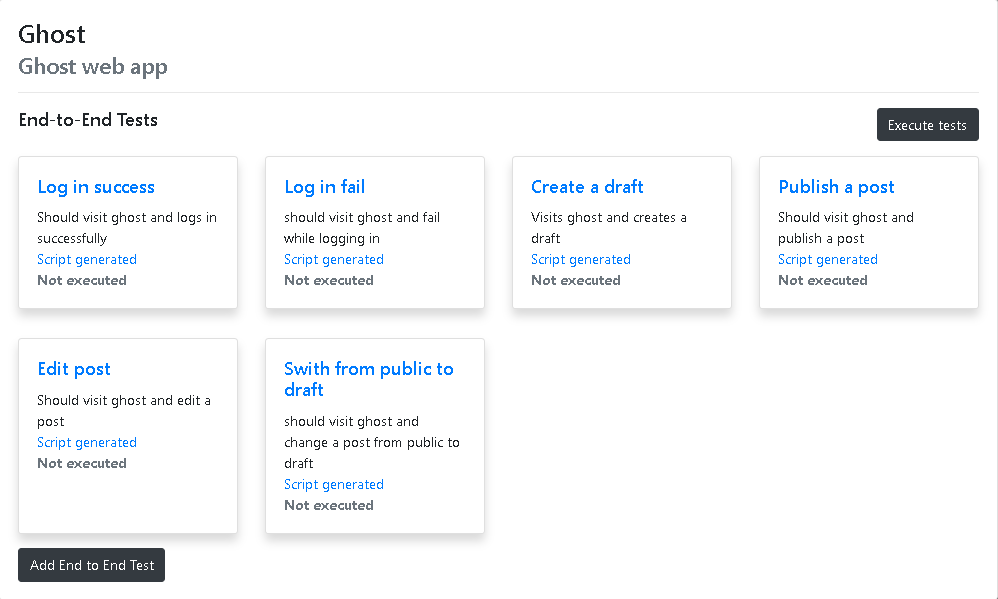 Ghost
Ghost web app
End-to-End Tests
Execute tests
Log in success
Should visit ghost and logs in
successfully
Script generated
Not executed
Log in fail
should visit ghost and fail
while logging in
Script generated
Not executed
Create a draft
Visits ghost and creates a
draft
Script generated
Not executed
Publish a post
Should visit ghost and
publish a post
Script generated
Not executed
Edit post
Should visit ghost and edit a
post
Script generated
Not executed
Swith from public to
draft
should visit ghost and
change a post from public to
draft
Script generated
Not executed
Add End to End Test